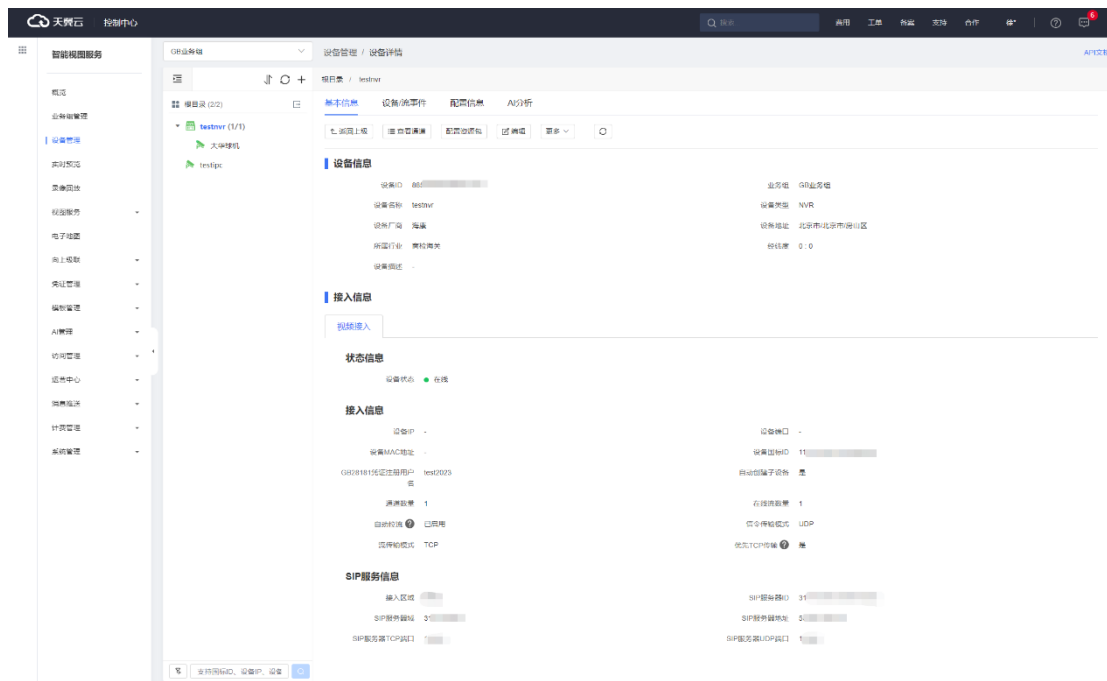 天翼云 控制中心 搜索 费用 工单 备案 支持 合作 6
智能视图服务 GB业务组 设备管理 / 设备详情 API文档
根目录 / testnvr
概览
根目录 (2/2) 基本信息 设备/流事件 配置信息 AI分析
业务组管理
testnvr (1/1) 返回上级 查看通道 配置资源包 编辑 更多
设备管理
大华球机
实时预览 testipc 设备信息
录像回放 设备ID 业务组 GB业务组
视图服务 设备名称 testnvr 设备类型 NVR
电子地图 设备厂商 海康 设备地址 北京市/北京市/房山区
向上级联 所属行业 经纬度 0 : 0
凭证管理 设备描述 -
模板管理 接入信息
AI管理 视频接入
访问管理 状态信息
运营中心 设备状态 在线
消息推送 接入信息
计费管理 设备IP - 设备端口 -
系统管理 设备MAC地址 - 设备国标ID 11
GB28181凭证注册用户名 test2023 自动创建子设备 是
通道数量 1 在线流数量 1
自动拉流 已启用 信令传输模式 UDP
流传输模式 TCP 优先TCP传输 是
SIP服务信息
接入区域 SIP服务器ID 31
SIP服务器域 31 SIP服务器地址
SIP服务器TCP端口 SIP服务器UDP端口
支持国标ID、设备IP、设备